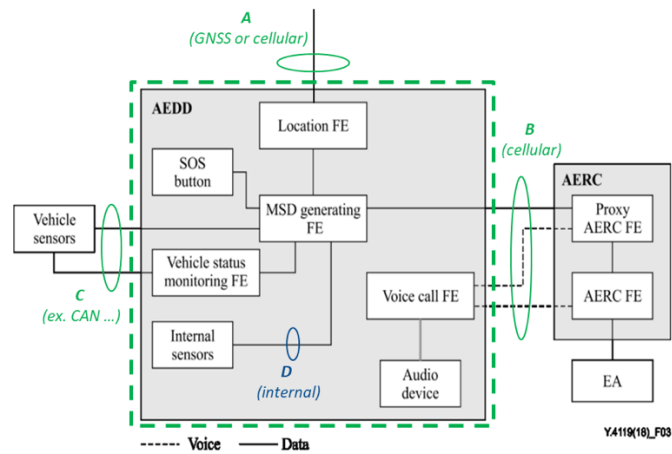 A
(GNSS or cellular)
AEDD
Location FE
B
(cellular)
SOS
button
AERC
MSD generating
FE
Proxy
AERC FE
Vehicle
sensors
Vehicle status
monitoring FE
Voice call FE
AERC FE
C
(ex. CAN ...)
Internal
sensors
D
(internal)
Audio
device
EA
Voice
Data
Y.4119(18)_F03